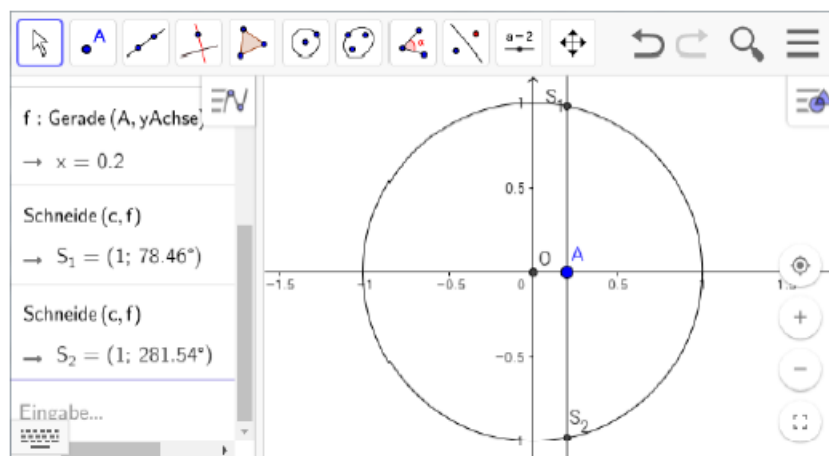 A
α
a=2
f : Gerade (A, yAchse)
→ x = 0.2
Schneide (c, f)
→ S₁ = (1; 78.46°)
Schneide (c, f)
→ S₂ = (1; 281.54°)
Eingabe...
1
S₁
0.5
O
A
−1.5
−1
−0.5
0
0.5
1
−0.5
S₂